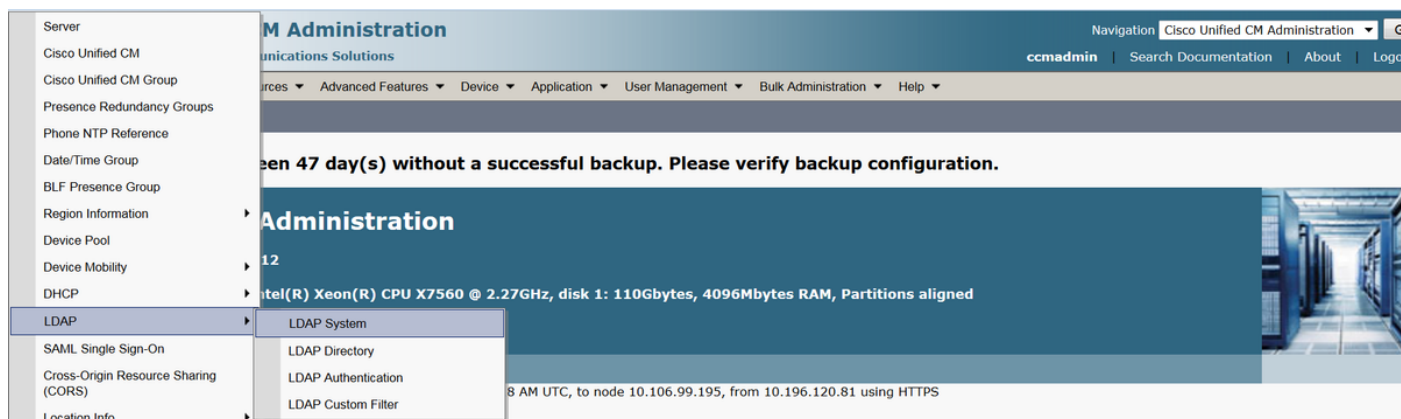 M Administration
unications Solutions
Navigation Cisco Unified CM Administration
ccmadmin | Search Documentation | About | Logo
urces Advanced Features Device Application User Management Bulk Administration Help
Server
Cisco Unified CM
Cisco Unified CM Group
Presence Redundancy Groups
Phone NTP Reference
Date/Time Group
BLF Presence Group
Region Information
Device Pool
Device Mobility
DHCP
LDAP
SAML Single Sign-On
Cross-Origin Resource Sharing
(CORS)
Location Info
LDAP System
LDAP Directory
LDAP Authentication
LDAP Custom Filter
een 47 day(s) without a successful backup. Please verify backup configuration.
Administration
12
ntel(R) Xeon(R) CPU X7560 @ 2.27GHz, disk 1: 110Gbytes, 4096Mbytes RAM, Partitions aligned
8 AM UTC, to node 10.106.99.195, from 10.196.120.81 using HTTPS